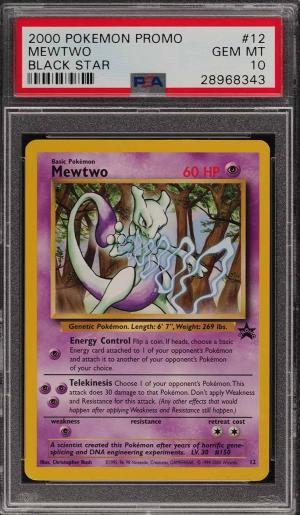 2000 POKEMON PROMO #12
MEWTWO GEM MT
BLACK STAR 10
PSA 28968343
Basic Pokémon
Mewtwo 60 HP
Genetic Pokémon. Length: 6' 7", Weight: 269 lbs.
Energy Control Flip a coin. If heads, choose a basic
Energy card attached to 1 of your opponent's Pokémon
and attach it to another of your opponent's Pokémon
of your choice.
Telekinesis Choose 1 of your opponent's Pokémon. This
attack does 30 damage to that Pokémon. Don't apply Weakness
and Resistance for this attack. (Any other effects that would
happen after applying Weakness and Resistance still happen.)
weakness resistance retreat cost
A scientist created this Pokémon after years of horrific gene-
splicing and DNA engineering experiments. LV. 30 #150
Illus. Christopher Rush 12